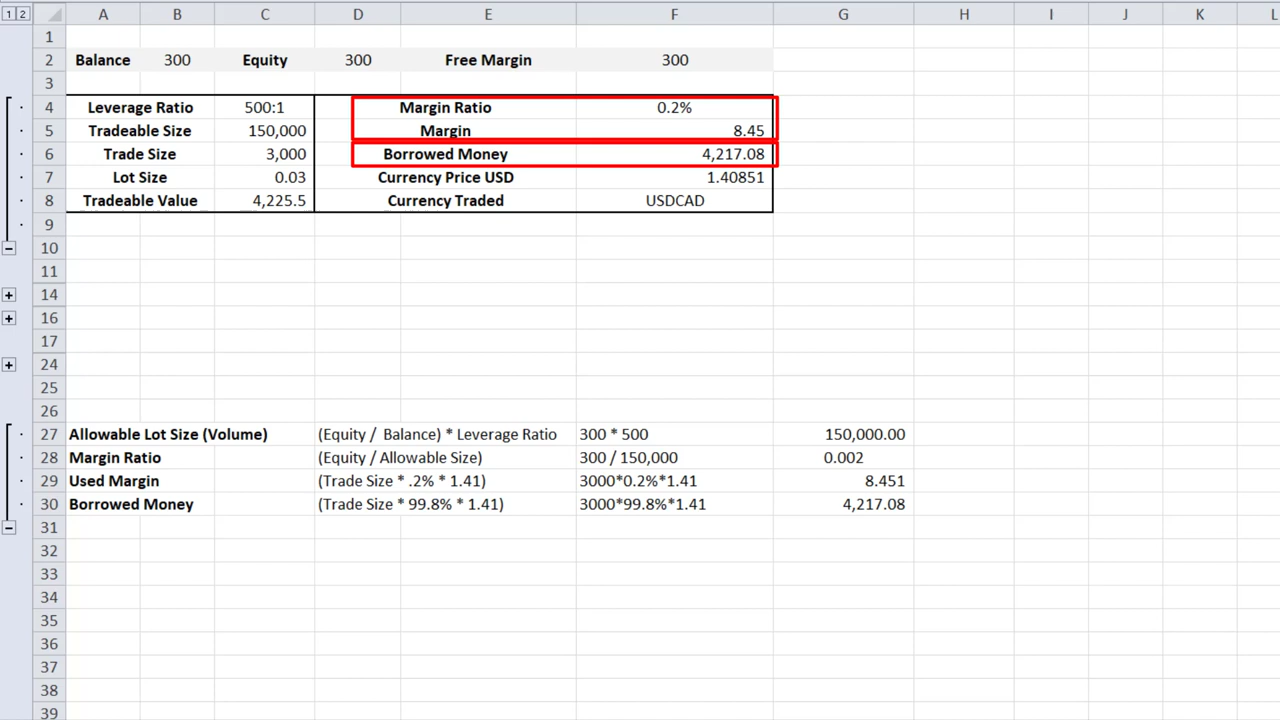 1 2 A B C D E F G H I J K L
1
2 Balance 300 Equity 300 Free Margin 300
3
4 Leverage Ratio 500:1 Margin Ratio 0.2%
5 Tradeable Size 150,000 Margin 8.45
6 Trade Size 3,000 Borrowed Money 4,217.08
7 Lot Size 0.03 Currency Price USD 1.40851
8 Tradeable Value 4,225.5 Currency Traded USDCAD
9
10
11
14
16
17
24
25
26
27 Allowable Lot Size (Volume) (Equity / Balance) * Leverage Ratio 300 * 500 150,000.00
28 Margin Ratio (Equity / Allowable Size) 300 / 150,000 0.002
29 Used Margin (Trade Size * .2% * 1.41) 3000*0.2%*1.41 8.451
30 Borrowed Money (Trade Size * 99.8% * 1.41) 3000*99.8%*1.41 4,217.08
31
32
33
34
35
36
37
38
39